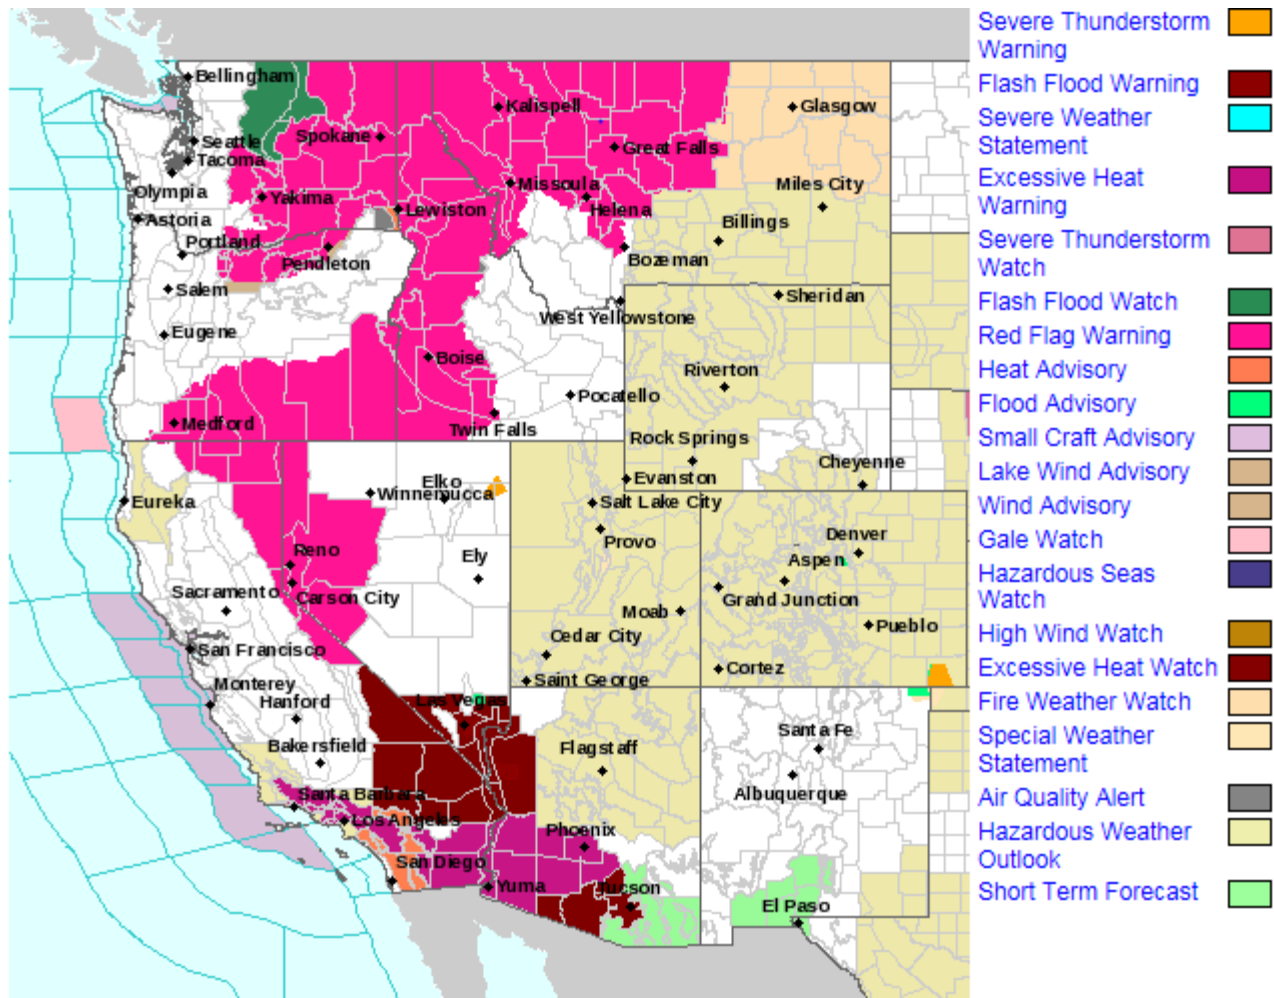 Bellingham
Kalispell
Glasgow
Seattle
Spokane
Great Falls
Tacoma
Olympia
Missoula
Miles City
Yakima
Lewiston
Helena
Astoria
Billings
Portland
Pendleton
Bozeman
Salem
Sheridan
West Yellowstone
Eugene
Boise
Riverton
Pocatello
Medford
Twin Falls
Rock Springs
Cheyenne
Elko
Evanston
Winnemucca
Eureka
Salt Lake City
Provo
Denver
Reno
Ely
Aspen
Sacramento
Carson City
Grand Junction
Moab
Pueblo
Cedar City
San Francisco
Cortez
Saint George
Monterey
Hanford
Las Vegas
Santa Fe
Bakersfield
Flagstaff
Santa Barbara
Albuquerque
Los Angeles
Phoenix
San Diego
Yuma
Tucson
El Paso
Severe Thunderstorm
Warning
Flash Flood Warning
Severe Weather
Statement
Excessive Heat
Warning
Severe Thunderstorm
Watch
Flash Flood Watch
Red Flag Warning
Heat Advisory
Flood Advisory
Small Craft Advisory
Lake Wind Advisory
Wind Advisory
Gale Watch
Hazardous Seas
Watch
High Wind Watch
Excessive Heat Watch
Fire Weather Watch
Special Weather
Statement
Air Quality Alert
Hazardous Weather
Outlook
Short Term Forecast